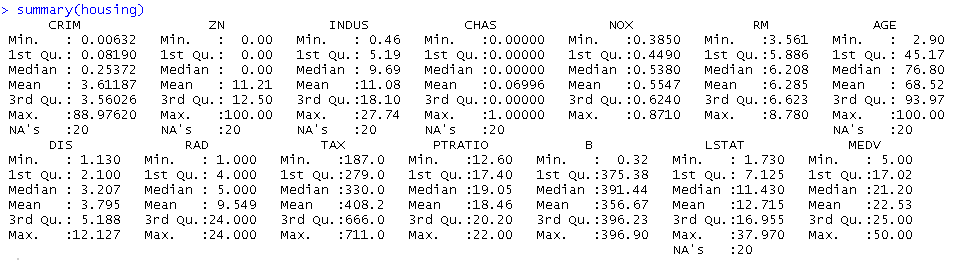 > summary(housing)
CRIM ZN INDUS CHAS NOX RM AGE
Min. : 0.00632 Min. : 0.00 Min. : 0.46 Min. :0.00000 Min. :0.3850 Min. :3.561 Min. : 2.90
1st Qu.: 0.08190 1st Qu.: 0.00 1st Qu.: 5.19 1st Qu.:0.00000 1st Qu.:0.4490 1st Qu.:5.886 1st Qu.: 45.17
Median : 0.25372 Median : 0.00 Median : 9.69 Median :0.00000 Median :0.5380 Median :6.208 Median : 76.80
Mean : 3.61187 Mean : 11.21 Mean :11.08 Mean :0.06996 Mean :0.5547 Mean :6.285 Mean : 68.52
3rd Qu.: 3.56026 3rd Qu.: 12.50 3rd Qu.:18.10 3rd Qu.:0.00000 3rd Qu.:0.6240 3rd Qu.:6.623 3rd Qu.: 93.97
Max. :88.97620 Max. :100.00 Max. :27.74 Max. :1.00000 Max. :0.8710 Max. :8.780 Max. :100.00
NA's :20 NA's :20 NA's :20 NA's :20 NA's :20
DIS RAD TAX PTRATIO B LSTAT MEDV
Min. : 1.130 Min. : 1.000 Min. :187.0 Min. :12.60 Min. : 0.32 Min. : 1.730 Min. : 5.00
1st Qu.: 2.100 1st Qu.: 4.000 1st Qu.:279.0 1st Qu.:17.40 1st Qu.:375.38 1st Qu.: 7.125 1st Qu.:17.02
Median : 3.207 Median : 5.000 Median :330.0 Median :19.05 Median :391.44 Median :11.430 Median :21.20
Mean : 3.795 Mean : 9.549 Mean :408.2 Mean :18.46 Mean :356.67 Mean :12.715 Mean :22.53
3rd Qu.: 5.188 3rd Qu.:24.000 3rd Qu.:666.0 3rd Qu.:20.20 3rd Qu.:396.23 3rd Qu.:16.955 3rd Qu.:25.00
Max. :12.127 Max. :24.000 Max. :711.0 Max. :22.00 Max. :396.90 Max. :37.970 Max. :50.00
NA's :20